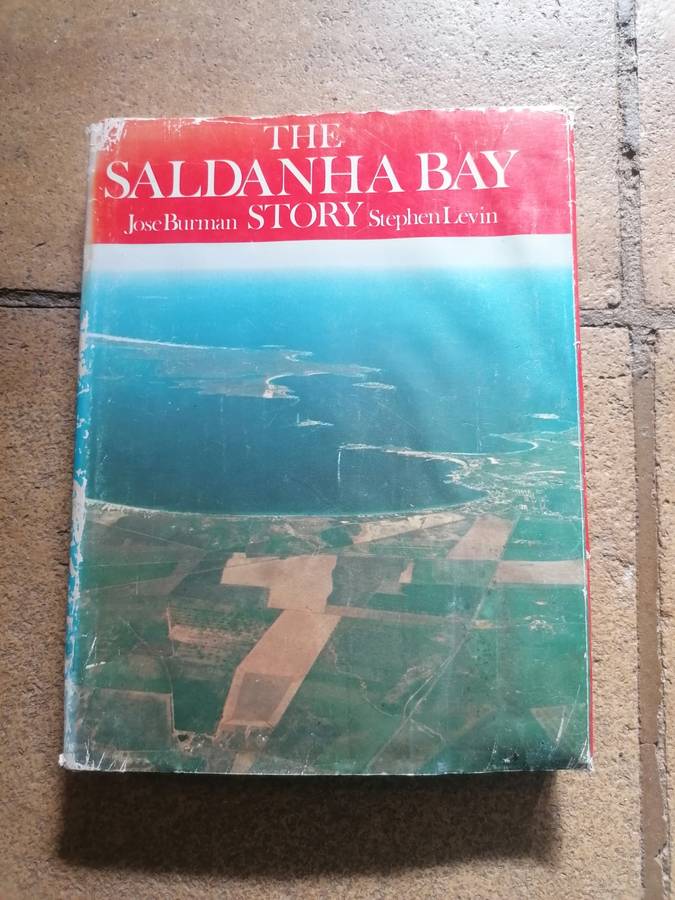 THE
SALDANHA BAY
Jose Burman STORY Stephen Levin